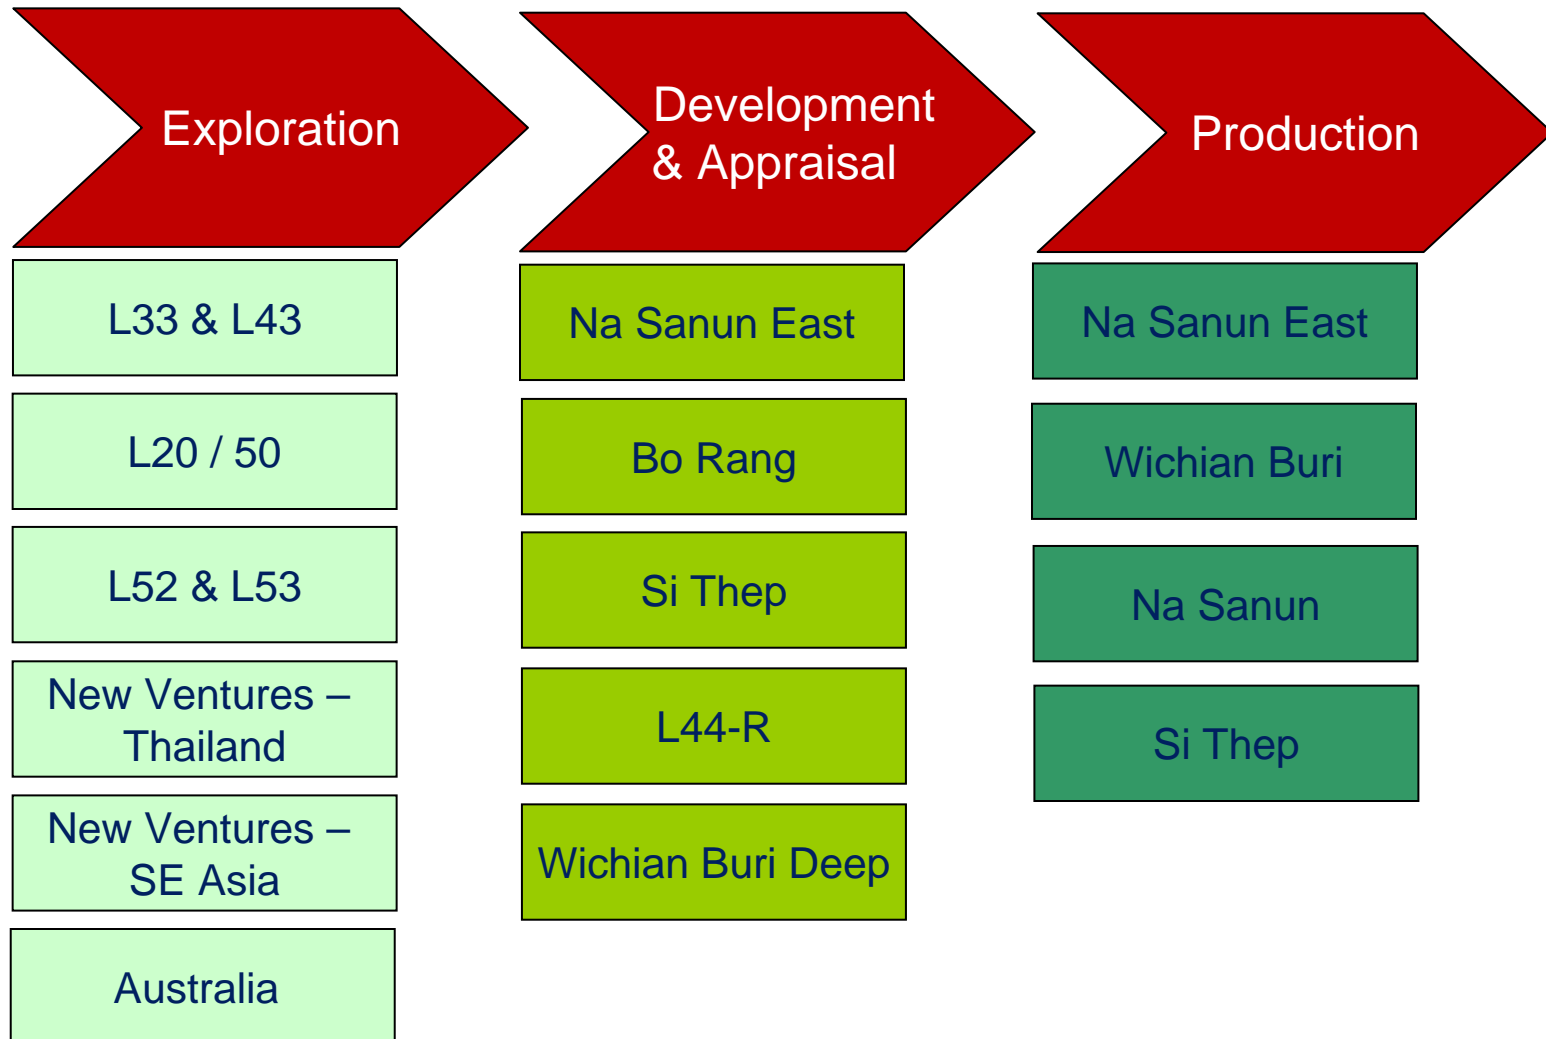 Exploration
Development
& Appraisal
Production
L33 & L43
L20 / 50
L52 & L53
New Ventures –
Thailand
New Ventures –
SE Asia
Australia
Na Sanun East
Bo Rang
Si Thep
L44-R
Wichian Buri Deep
Na Sanun East
Wichian Buri
Na Sanun
Si Thep